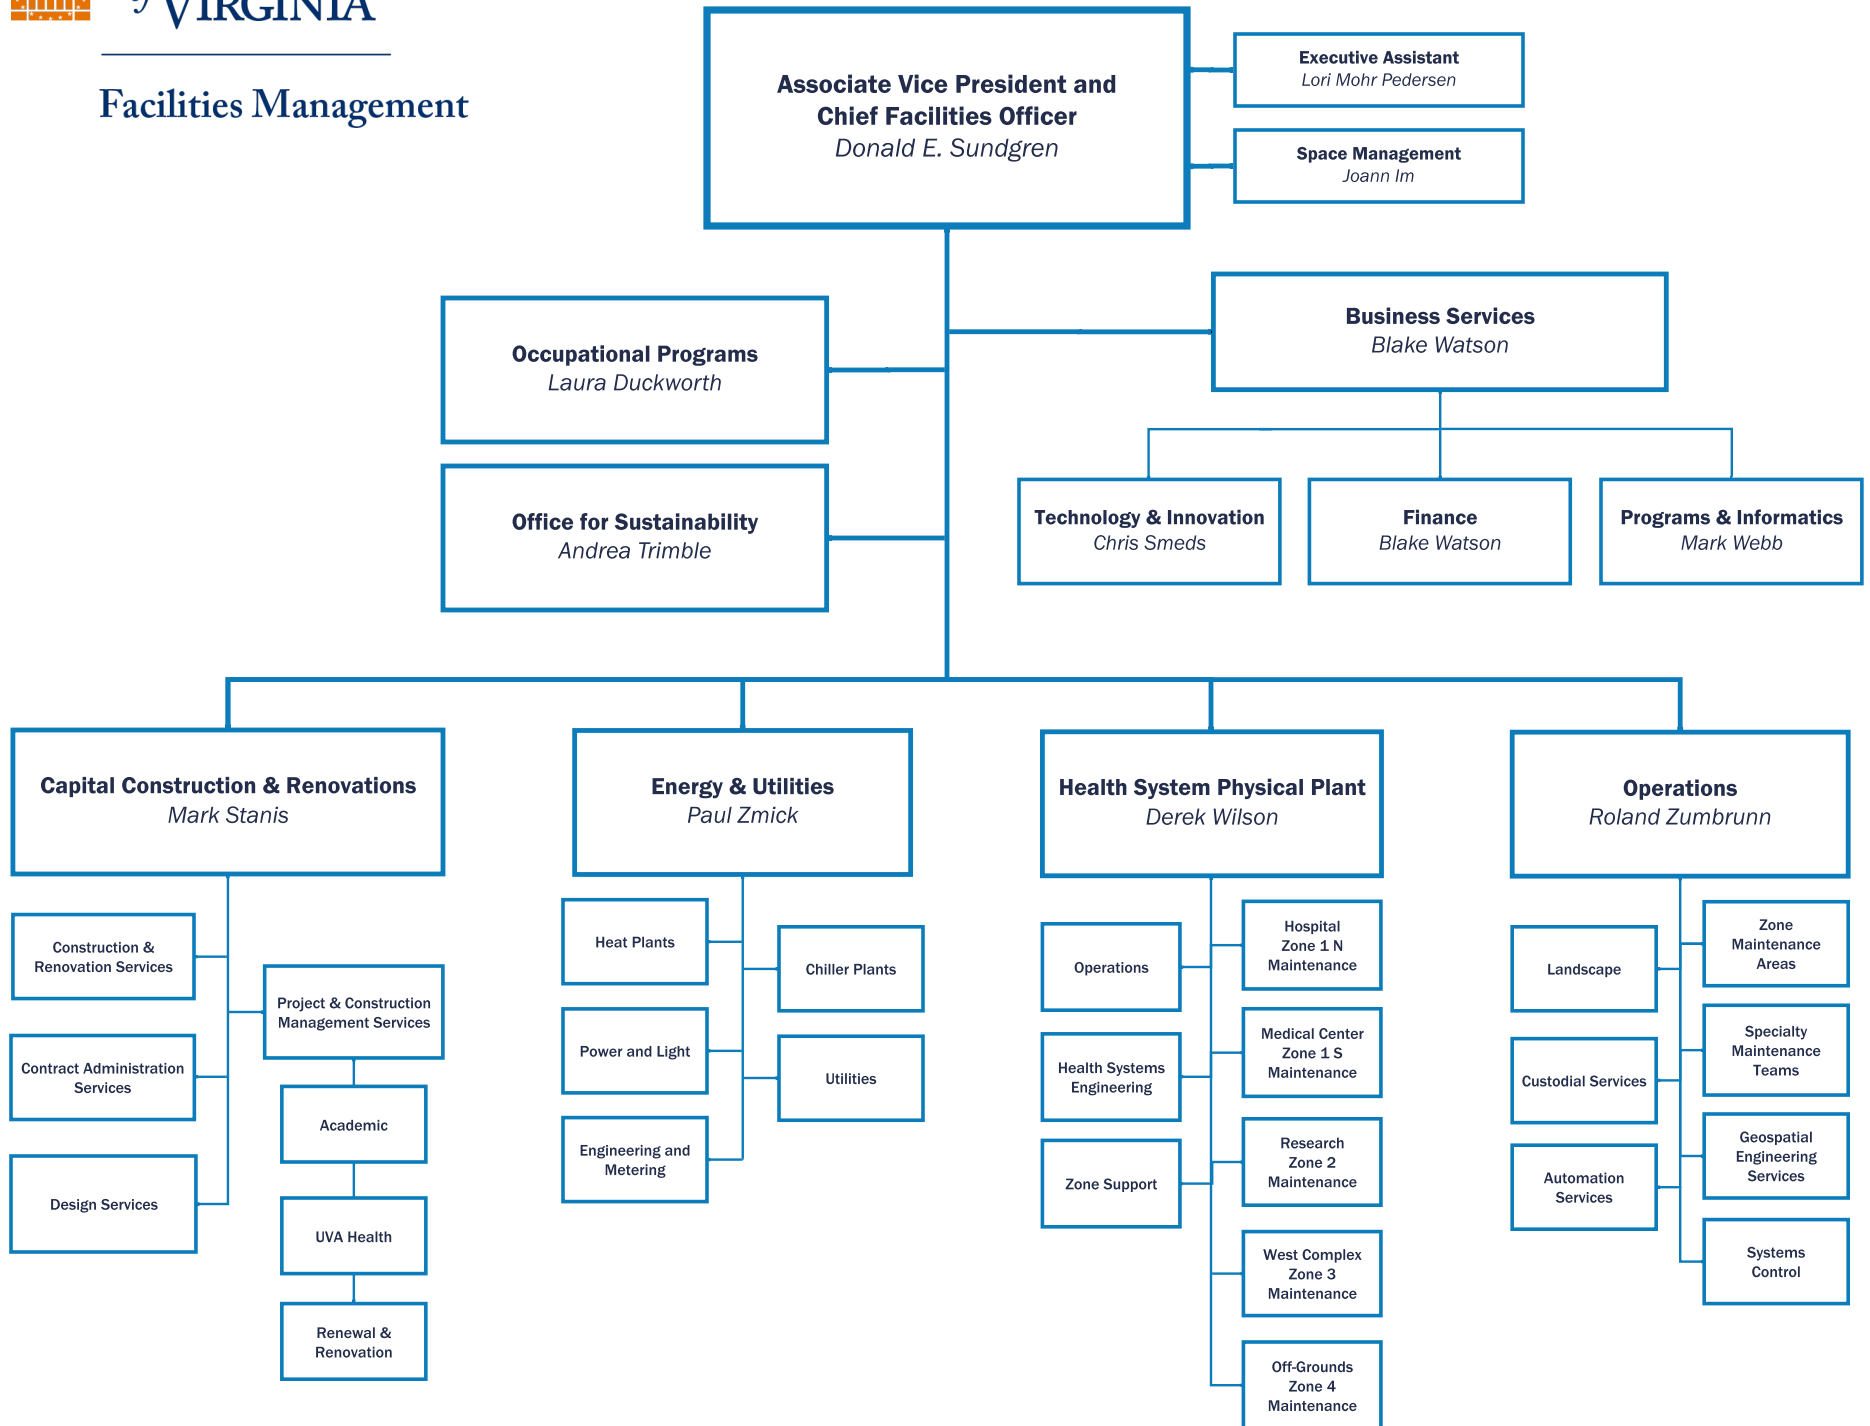 of VIRGINIA
Facilities Management
Associate Vice President and
Chief Facilities Officer
Donald E. Sundgren
Executive Assistant
Lori Mohr Pedersen
Space Management
Joann Im
Occupational Programs
Laura Duckworth
Business Services
Blake Watson
Office for Sustainability
Andrea Trimble
Technology & Innovation
Chris Smeds
Finance
Blake Watson
Programs & Informatics
Mark Webb
Capital Construction & Renovations
Mark Stanis
Energy & Utilities
Paul Zmick
Health System Physical Plant
Derek Wilson
Operations
Roland Zumbrunn
Construction &
Renovation Services
Project & Construction
Management Services
Contract Administration
Services
Academic
Design Services
UVA Health
Renewal &
Renovation
Heat Plants
Chiller Plants
Power and Light
Utilities
Engineering and
Metering
Hospital
Zone 1 N
Maintenance
Operations
Medical Center
Zone 1 S
Maintenance
Health Systems
Engineering
Research
Zone 2
Maintenance
Zone Support
West Complex
Zone 3
Maintenance
Off-Grounds
Zone 4
Maintenance
Zone
Maintenance
Areas
Landscape
Specialty
Maintenance
Teams
Custodial Services
Geospatial
Engineering
Services
Automation
Services
Systems
Control